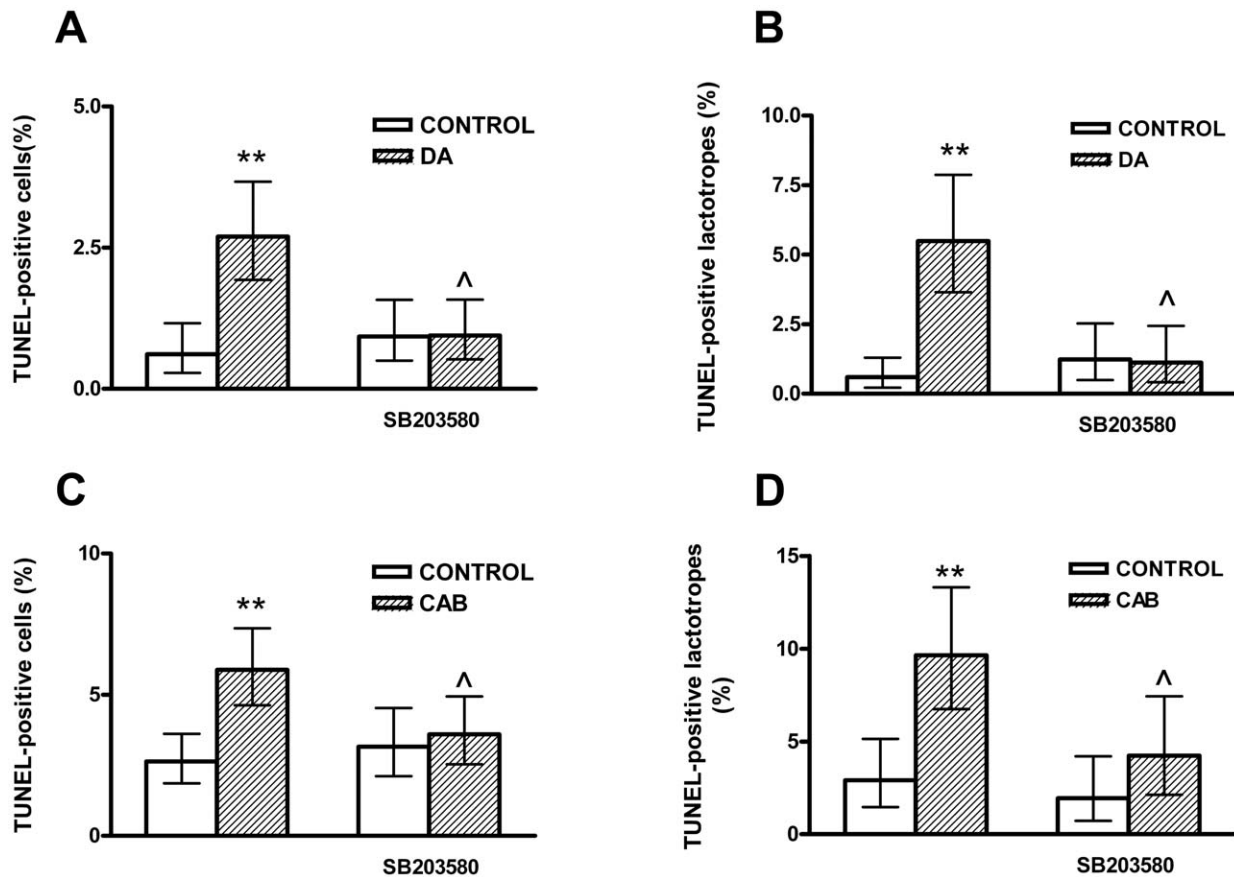 A
TUNEL-positive cells(%)
5.0
2.5
0.0
**
^
CONTROL
DA
SB203580
B
TUNEL-positive lactotropes (%)
10.0
7.5
5.0
2.5
0.0
**
^
CONTROL
DA
SB203580
C
TUNEL-positive cells (%)
10
5
0
**
^
CONTROL
CAB
SB203580
D
TUNEL-positive lactotropes
(%)
15
10
5
0
**
^
CONTROL
CAB
SB203580